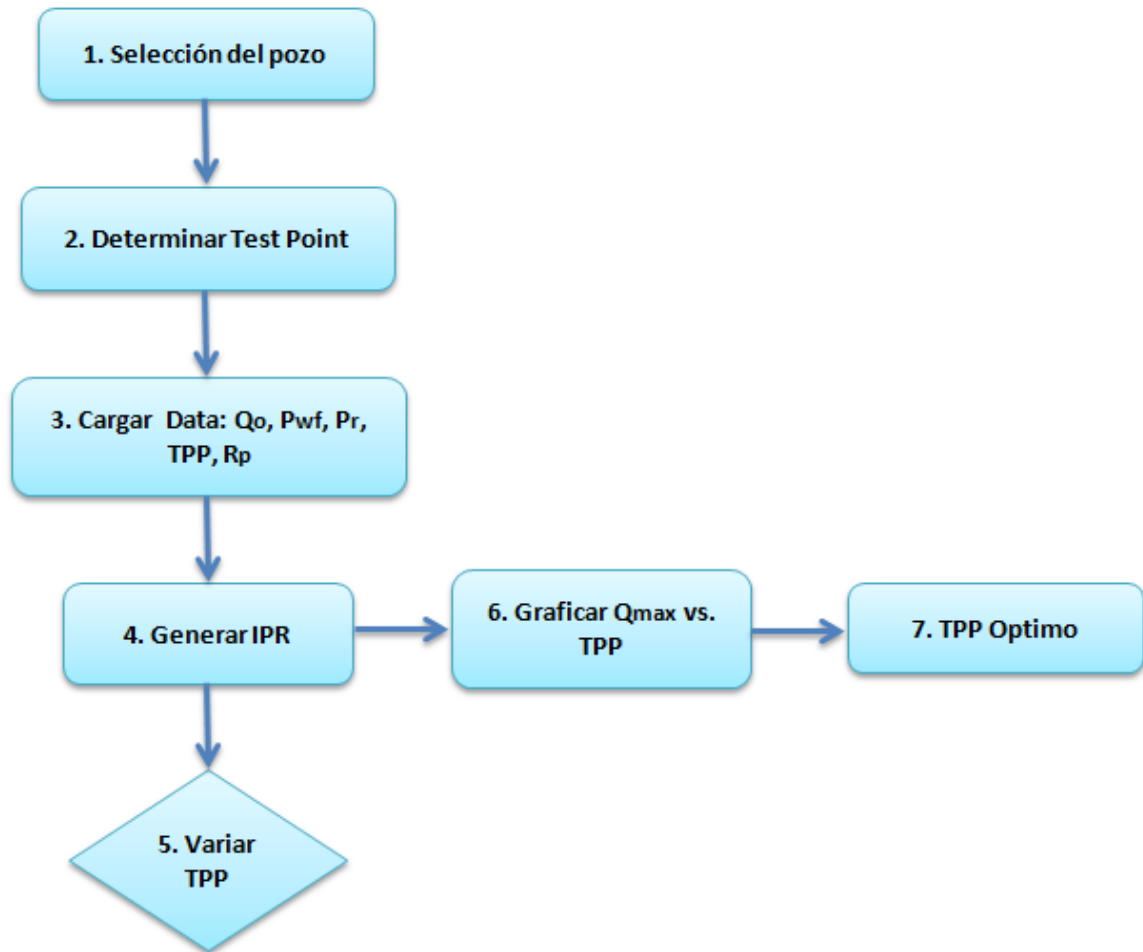 1. Selección del pozo
2. Determinar Test Point
3. Cargar Data: Qo, Pwf, Pr,
TPP, Rp
4. Generar IPR
6. Graficar Qmax vs.
TPP
7. TPP Optimo
5. Variar
TPP